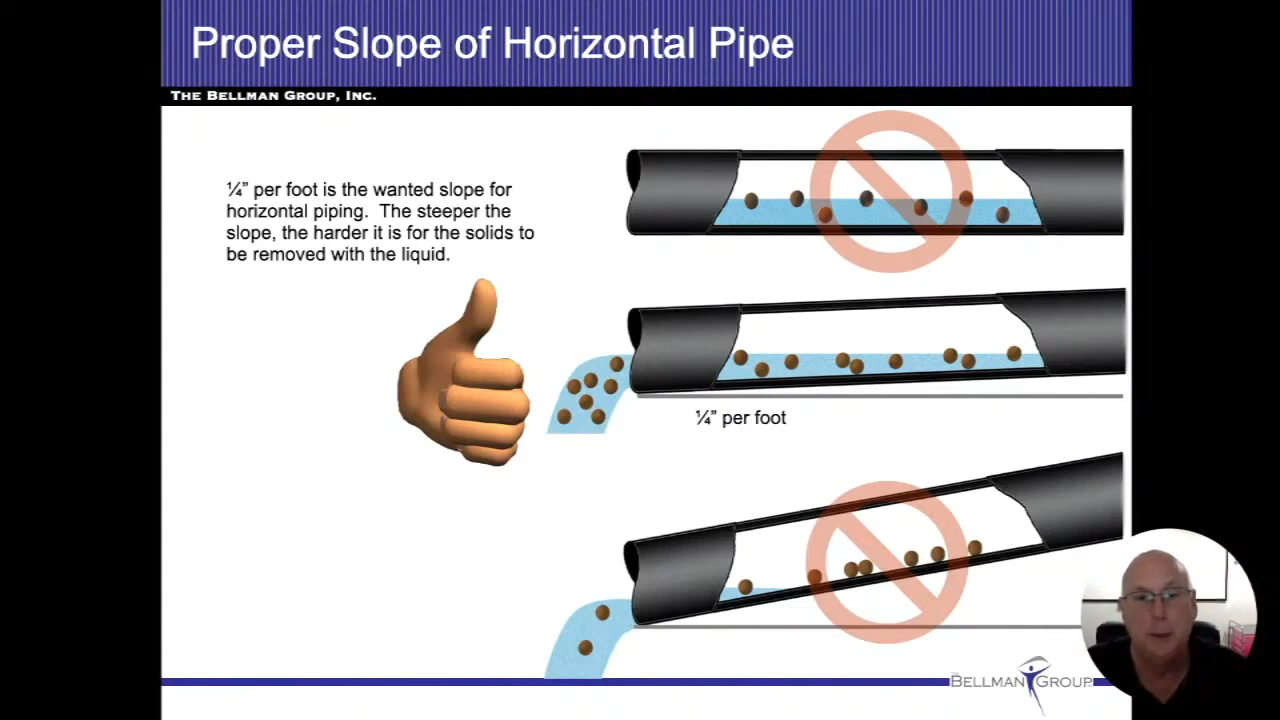 Proper Slope of Horizontal Pipe
THE BELLMAN GROUP, INC.
¼” per foot is the wanted slope for
horizontal piping. The steeper the
slope, the harder it is for the solids to
be removed with the liquid.
¼” per foot
THE BELLMAN GROUP